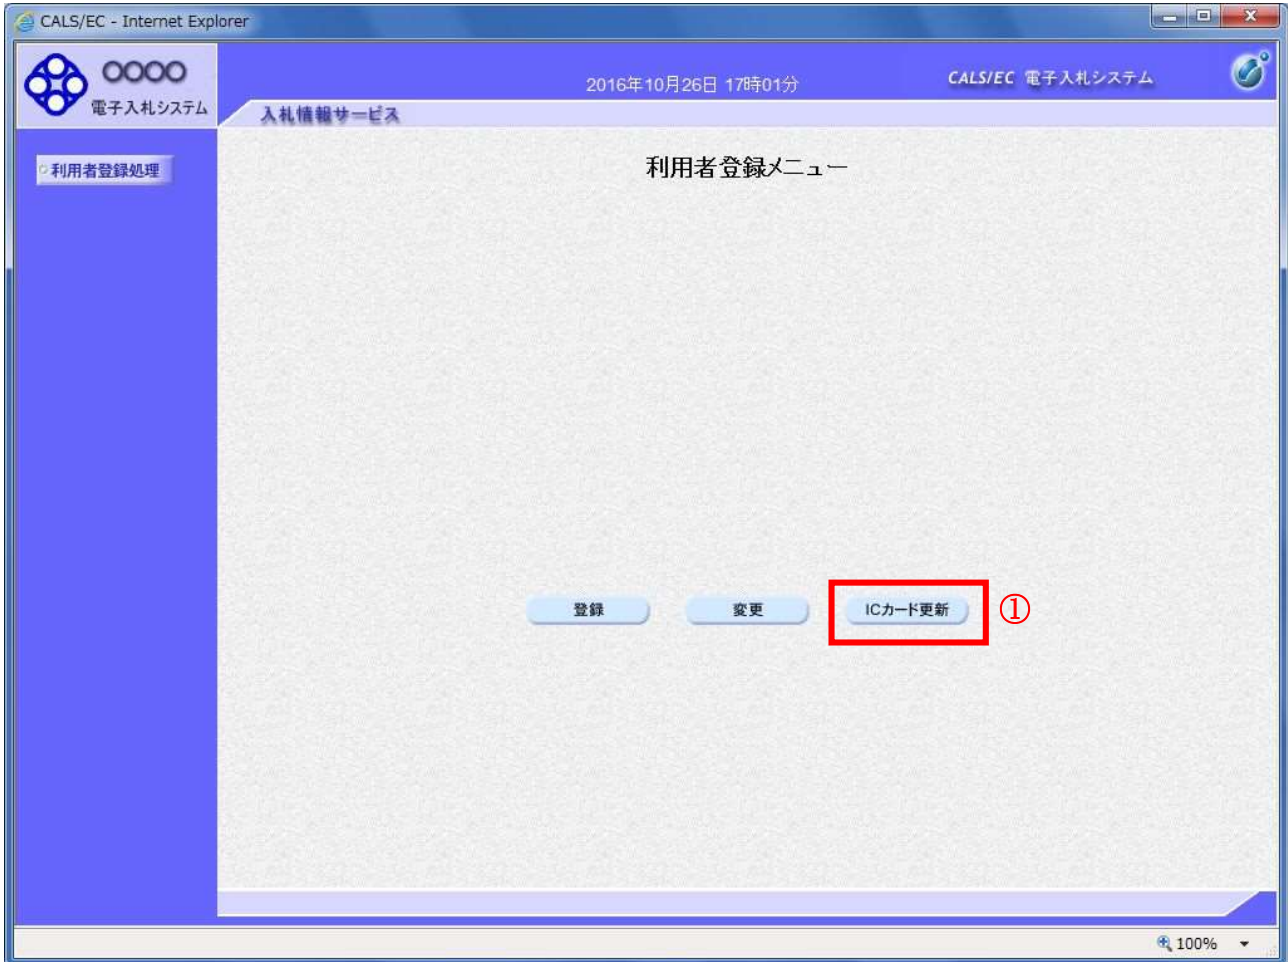 CALS/EC - Internet Explorer
〇〇〇〇
電子入札システム
2016年10月26日 17時01分
CALS/EC 電子入札システム
入札情報サービス
利用者登録処理
利用者登録メニュー
登録
変更
ICカード更新
①
100%